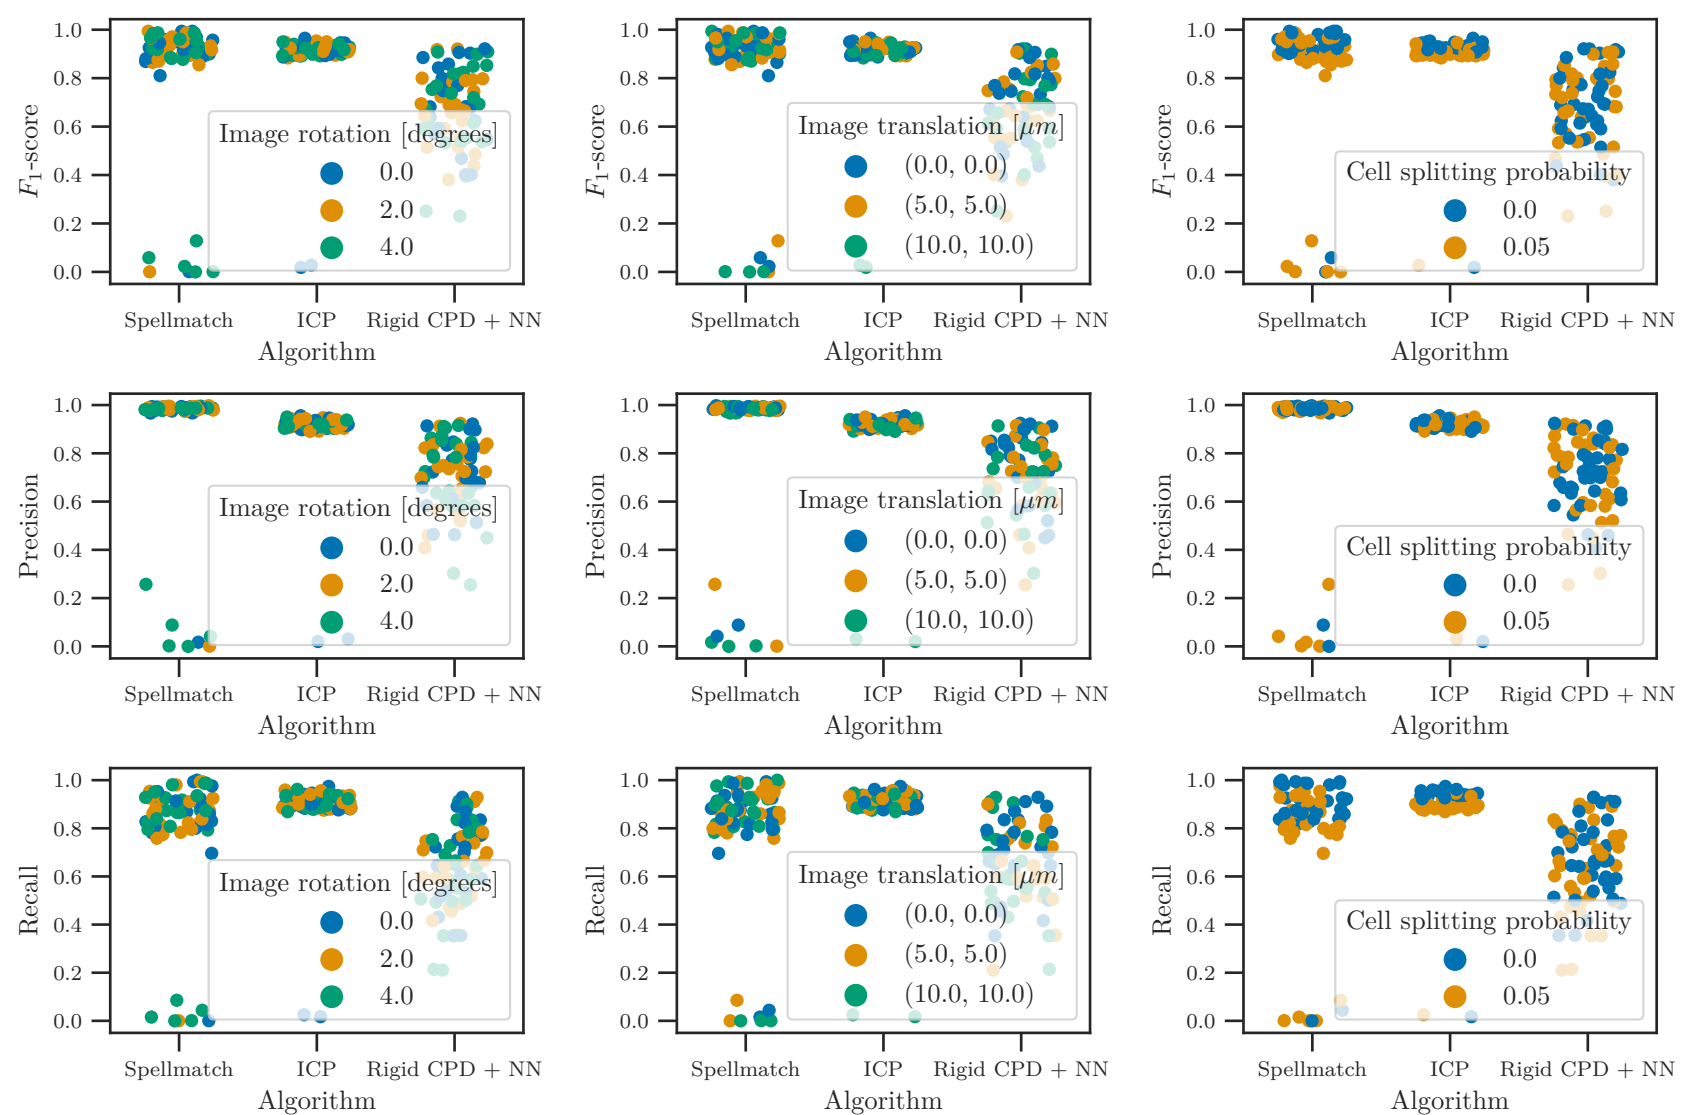 1.0
0.8
0.6
0.4
0.2
0.0
F1-score
Image rotation [degrees]
0.0
2.0
4.0
Spellmatch ICP Rigid CPD + NN
Algorithm
1.0
0.8
0.6
0.4
0.2
0.0
F1-score
Image translation [μm]
(0.0, 0.0)
(5.0, 5.0)
(10.0, 10.0)
Spellmatch ICP Rigid CPD + NN
Algorithm
1.0
0.8
0.6
0.4
0.2
0.0
F1-score
Cell splitting probability
0.0
0.05
Spellmatch ICP Rigid CPD + NN
Algorithm
1.0
0.8
0.6
0.4
0.2
0.0
Precision
Image rotation [degrees]
0.0
2.0
4.0
Spellmatch ICP Rigid CPD + NN
Algorithm
1.0
0.8
0.6
0.4
0.2
0.0
Precision
Image translation [μm]
(0.0, 0.0)
(5.0, 5.0)
(10.0, 10.0)
Spellmatch ICP Rigid CPD + NN
Algorithm
1.0
0.8
0.6
0.4
0.2
0.0
Precision
Cell splitting probability
0.0
0.05
Spellmatch ICP Rigid CPD + NN
Algorithm
1.0
0.8
0.6
0.4
0.2
0.0
Recall
Image rotation [degrees]
0.0
2.0
4.0
Spellmatch ICP Rigid CPD + NN
Algorithm
1.0
0.8
0.6
0.4
0.2
0.0
Recall
Image translation [μm]
(0.0, 0.0)
(5.0, 5.0)
(10.0, 10.0)
Spellmatch ICP Rigid CPD + NN
Algorithm
1.0
0.8
0.6
0.4
0.2
0.0
Recall
Cell splitting probability
0.0
0.05
Spellmatch ICP Rigid CPD + NN
Algorithm